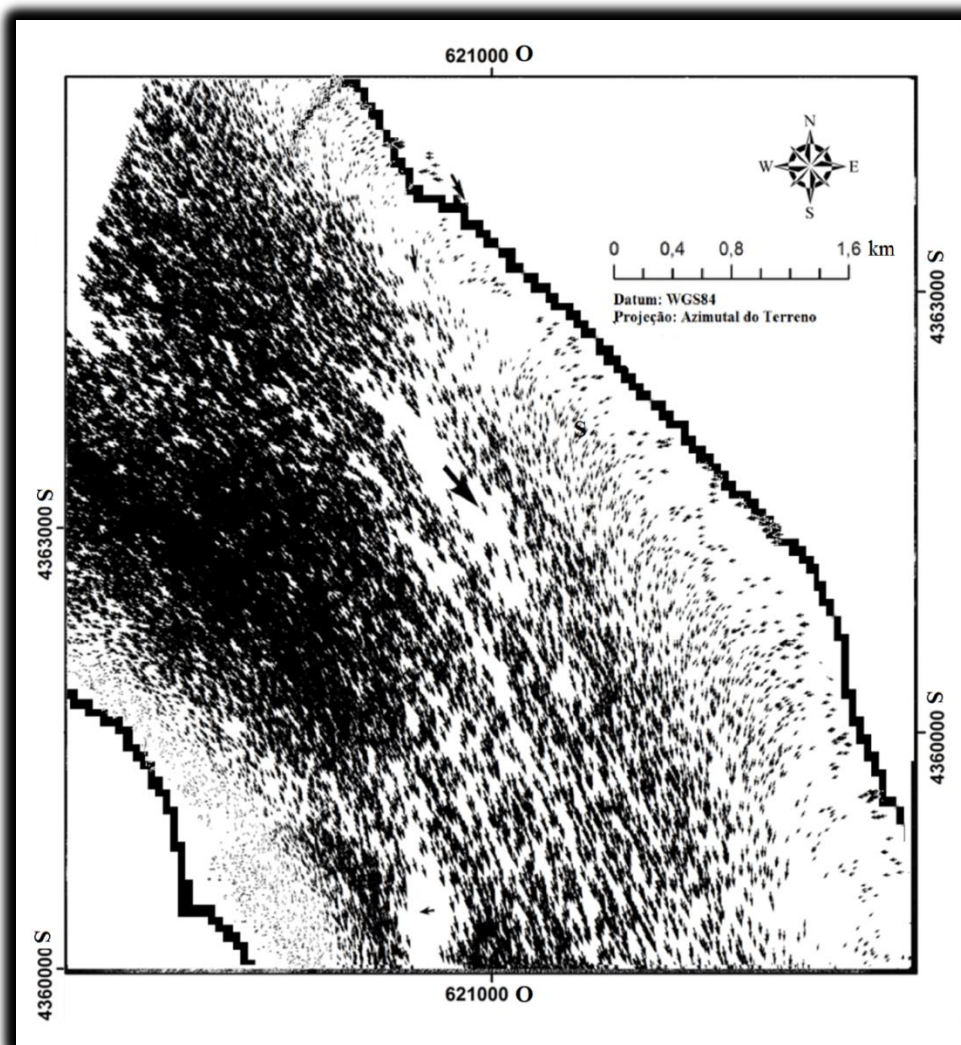 621000 O
N
W E
S
0 0,4 0,8 1,6 km
Datum: WGS84
Projeção: Azimutal do Terreno
4363000 S
S
4363000 S
4360000 S
4360000 S
621000 O